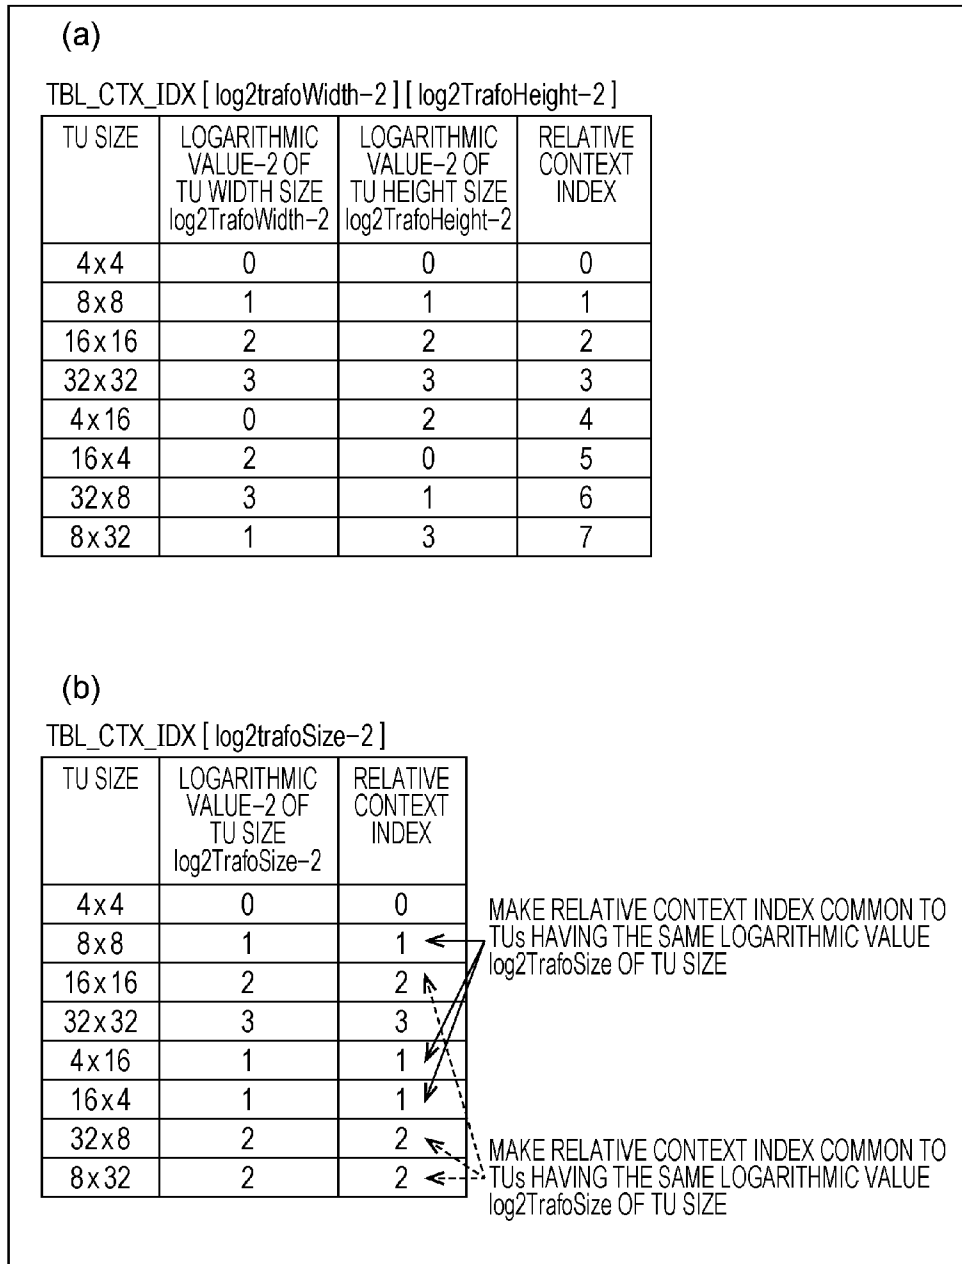 (a)
TBL_CTX_IDX [ log2trafoWidth−2 ] [ log2TrafoHeight−2 ]
TU SIZE LOGARITHMIC VALUE−2 OF TU WIDTH SIZE log2TrafoWidth−2 LOGARITHMIC VALUE−2 OF TU HEIGHT SIZE log2TrafoHeight−2 RELATIVE CONTEXT INDEX
4x4 0 0 0
8x8 1 1 1
16x16 2 2 2
32x32 3 3 3
4x16 0 2 4
16x4 2 0 5
32x8 3 1 6
8x32 1 3 7
(b)
TBL_CTX_IDX [ log2trafoSize−2 ]
TU SIZE LOGARITHMIC VALUE−2 OF TU SIZE log2TrafoSize−2 RELATIVE CONTEXT INDEX
4x4 0 0
8x8 1 1
16x16 2 2
32x32 3 3
4x16 1 1
16x4 1 1
32x8 2 2
8x32 2 2
MAKE RELATIVE CONTEXT INDEX COMMON TO
TUs HAVING THE SAME LOGARITHMIC VALUE
log2TrafoSize OF TU SIZE
MAKE RELATIVE CONTEXT INDEX COMMON TO
TUs HAVING THE SAME LOGARITHMIC VALUE
log2TrafoSize OF TU SIZE